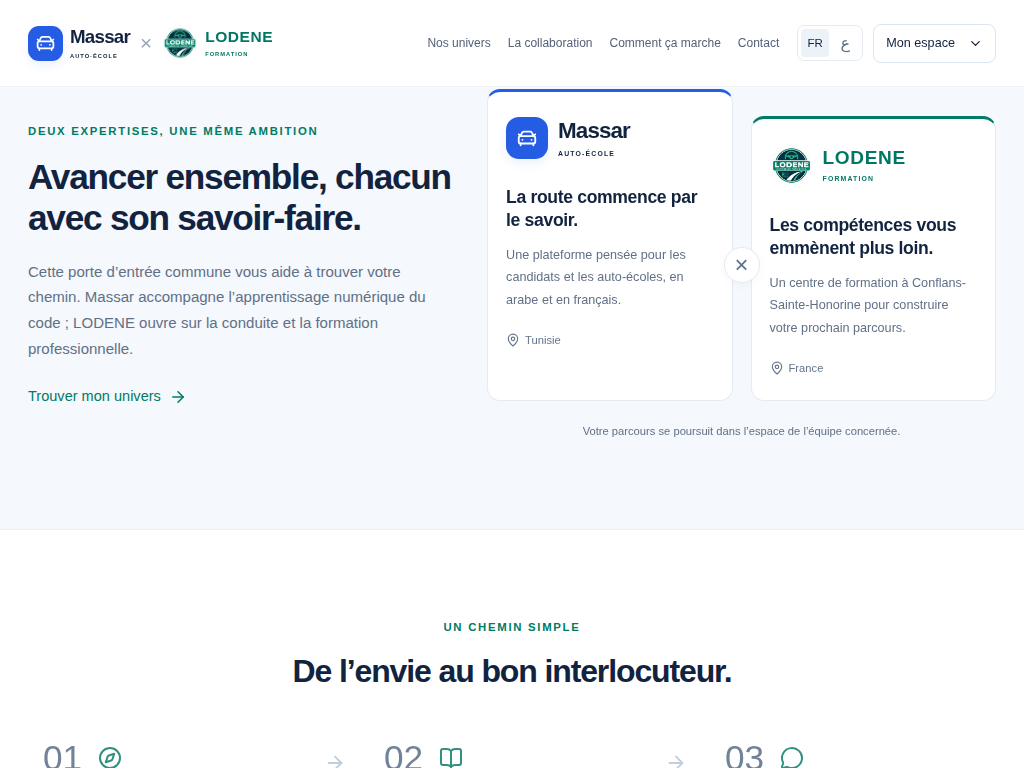 Massar
AUTO-ÉCOLE
LODENE
LODENE
FORMATION
Nos univers
La collaboration
Comment ça marche
Contact
FR
ع
Mon espace
DEUX EXPERTISES, UNE MÊME AMBITION
Avancer ensemble, chacun
avec son savoir-faire.
Cette porte d’entrée commune vous aide à trouver votre
chemin. Massar accompagne l’apprentissage numérique du
code ; LODENE ouvre sur la conduite et la formation
professionnelle.
Trouver mon univers
Massar
AUTO-ÉCOLE
La route commence par
le savoir.
Une plateforme pensée pour les
candidats et les auto-écoles, en
arabe et en français.
Tunisie
LODENE
LODENE
FORMATION
Les compétences vous
emmènent plus loin.
Un centre de formation à Conflans-
Sainte-Honorine pour construire
votre prochain parcours.
France
Votre parcours se poursuit dans l’espace de l’équipe concernée.
UN CHEMIN SIMPLE
De l’envie au bon interlocuteur.
01
02
03